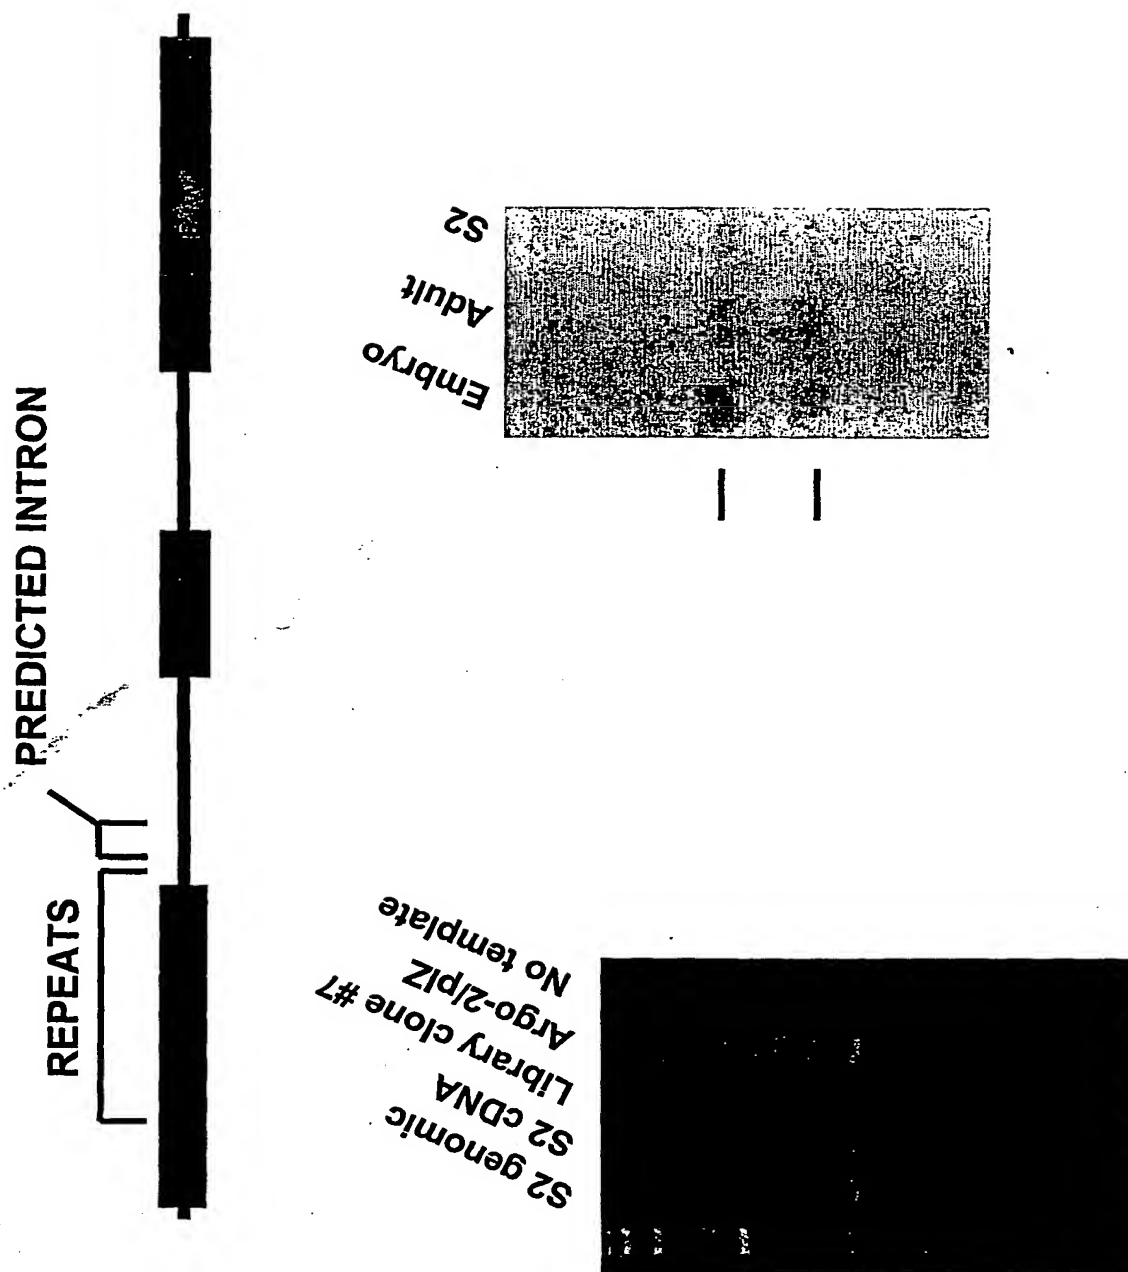 PREDICTED INTRON
REPEATS
S2
Adult
Embryo
No template
Argo-2/pIZ
Library clone #7
S2 cDNA
S2 genomic